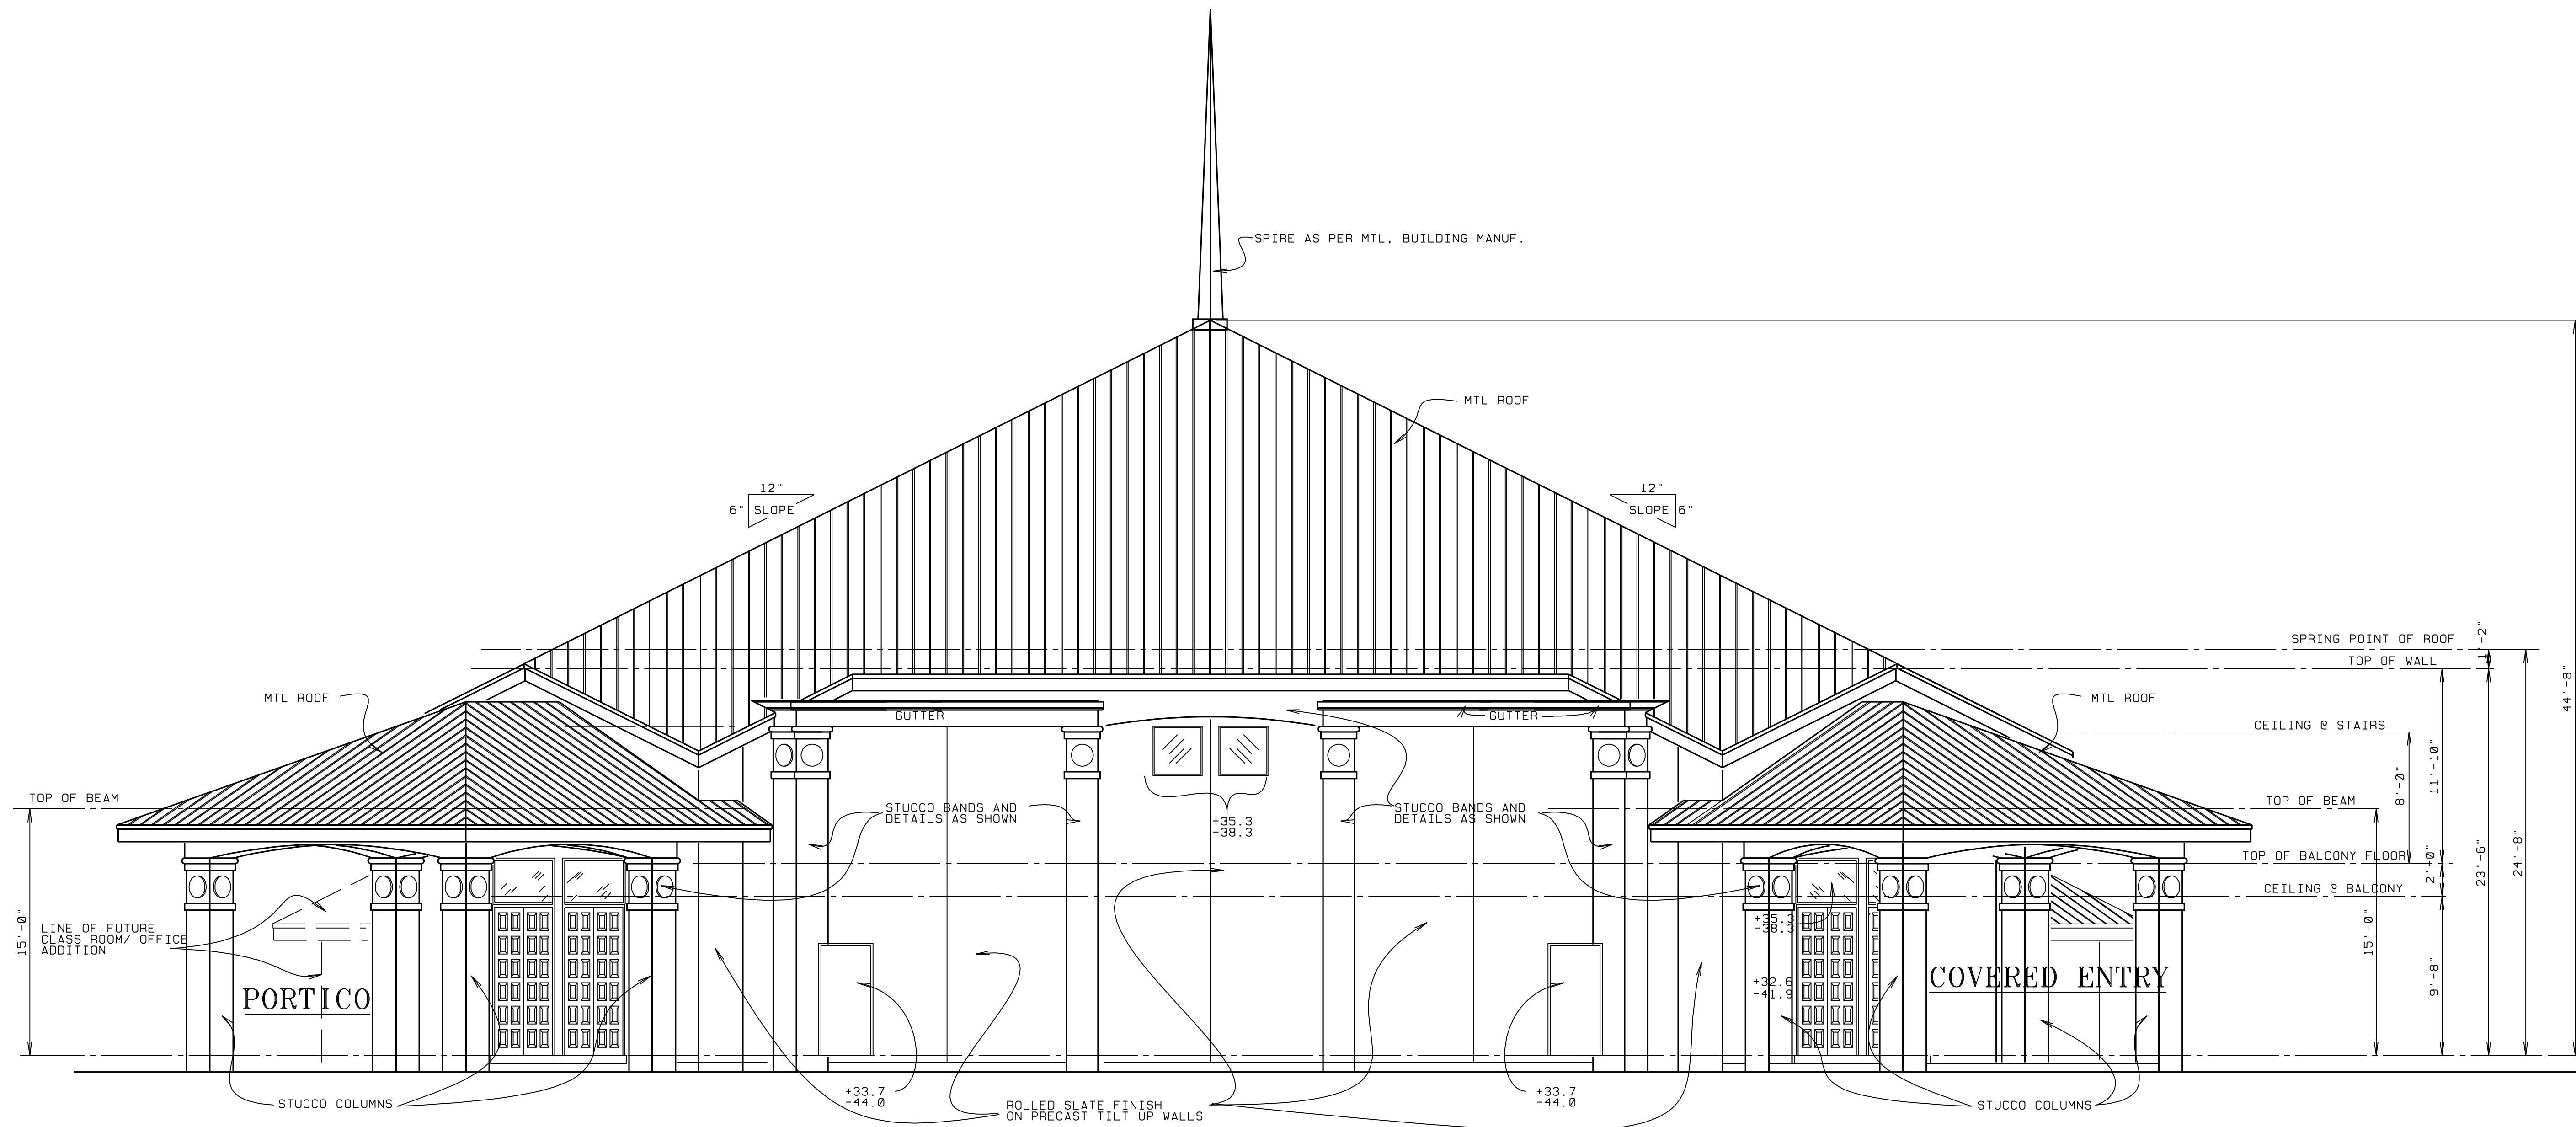 SPIRE AS PER MTL, BUILDING MANUF.
MTL ROOF
12"
6" SLOPE
12"
SLOPE 6"
SPRING POINT OF ROOF
1'-2"
TOP OF WALL
44'-8"
MTL ROOF
MTL ROOF
GUTTER
GUTTER
CEILING @ STAIRS
11'-10"
8'-0"
TOP OF BEAM
TOP OF BEAM
STUCCO BANDS AND
DETAILS AS SHOWN
+35.3
-38.3
STUCCO BANDS AND
DETAILS AS SHOWN
TOP OF BALCONY FLOOR
2'+0"
23'-6"
24'-8"
CEILING @ BALCONY
15'-0"
LINE OF FUTURE
CLASS ROOM/ OFFICE
ADDITION
+35.3
-38.3
15'-0"
9'-8"
PORTICO
COVERED ENTRY
+32.6
-41.9
STUCCO COLUMNS
+33.7
-44.0
ROLLED SLATE FINISH
ON PRECAST TILT UP WALLS
+33.7
-44.0
STUCCO COLUMNS